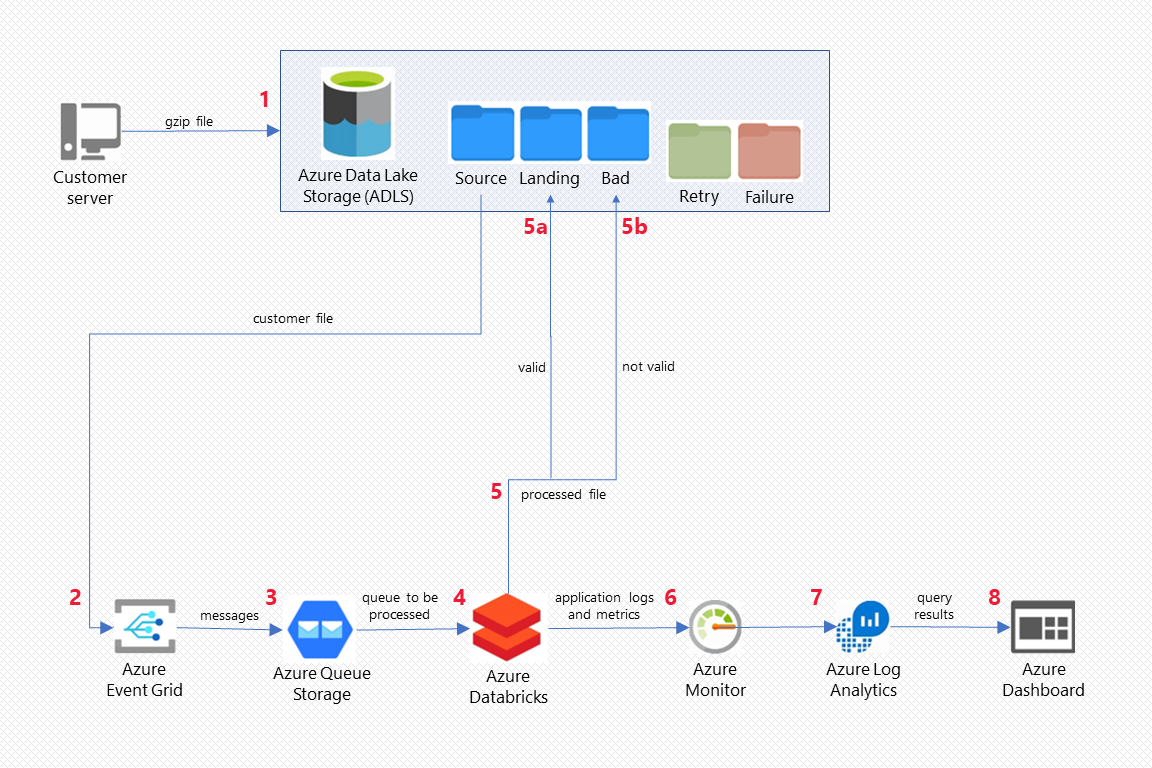 1
gzip file
Customer
server
Azure Data Lake
Storage (ADLS)
Source
Landing
Bad
Retry
Failure
5a
5b
customer file
valid
not valid
5
processed file
2
Azure
Event Grid
messages
3
Azure Queue
Storage
queue to be
processed
4
Azure
Databricks
application logs
and metrics
6
Azure
Monitor
7
Azure Log
Analytics
query
results
8
Azure
Dashboard